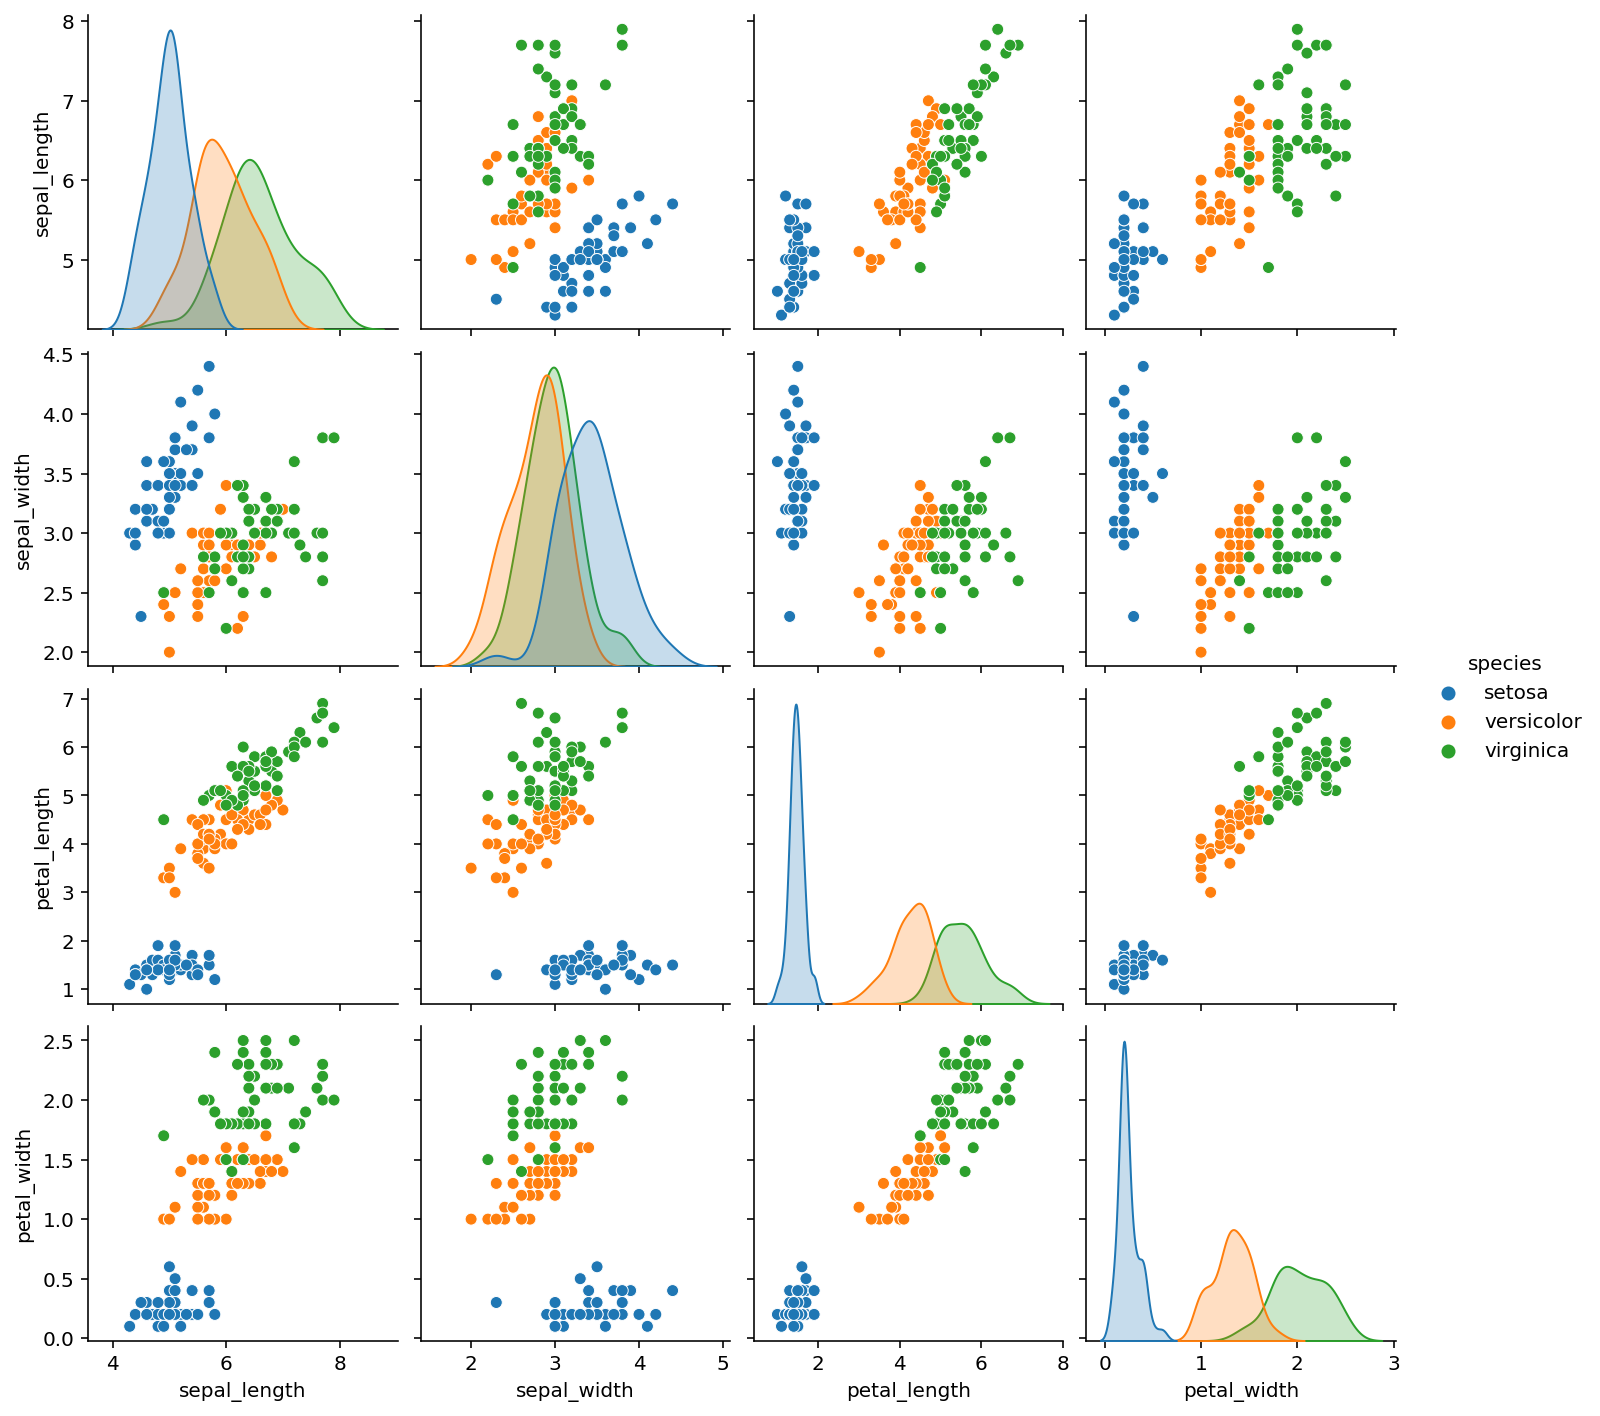 8
7
6
5
sepal_length
4.5
4.0
3.5
3.0
2.5
2.0
sepal_width
species
setosa
versicolor
virginica
7
6
5
4
3
2
1
petal_length
2.5
2.0
1.5
1.0
0.5
0.0
petal_width
4 6 8 2 3 4 5 2 4 6 8 0 1 2 3
sepal_length sepal_width petal_length petal_width